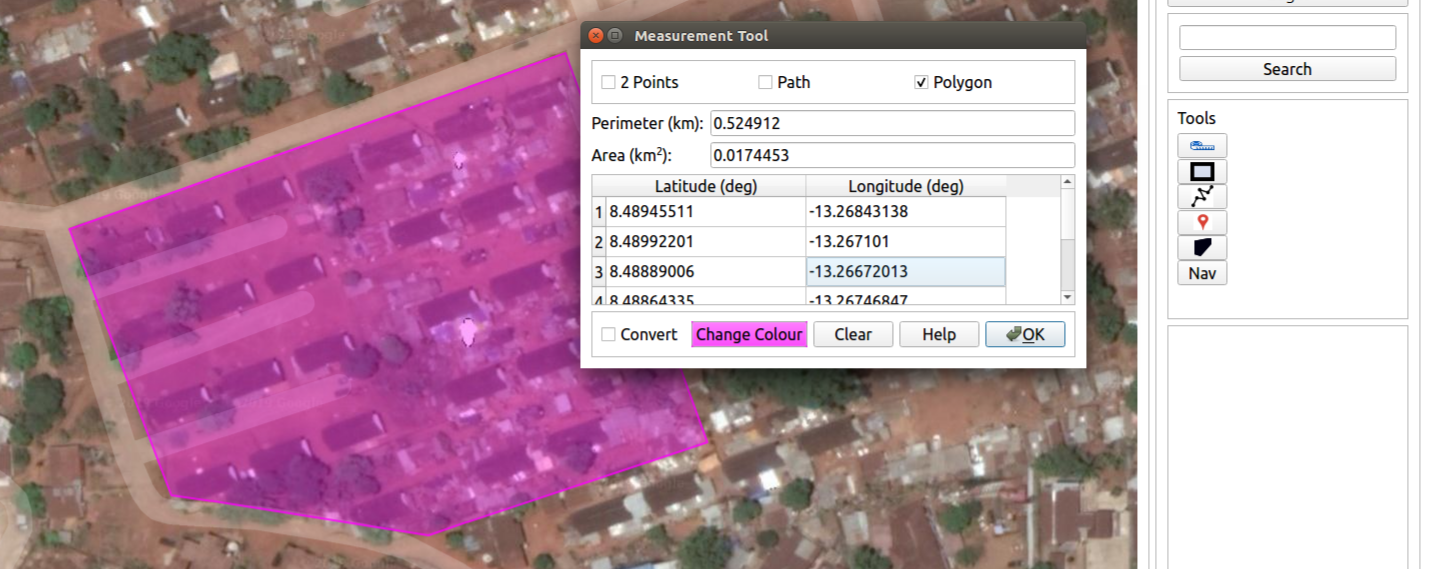 Measurement Tool
2 Points Path Polygon
Perimeter (km): 0.524912
Area (km²): 0.0174453
Latitude (deg) Longitude (deg)
1 8.48945511 -13.26843138
2 8.48992201 -13.267101
3 8.48889006 -13.26672013
4 8.48864335 -13.26746847
Convert Change Colour Clear Help OK
Search
Tools
Nav